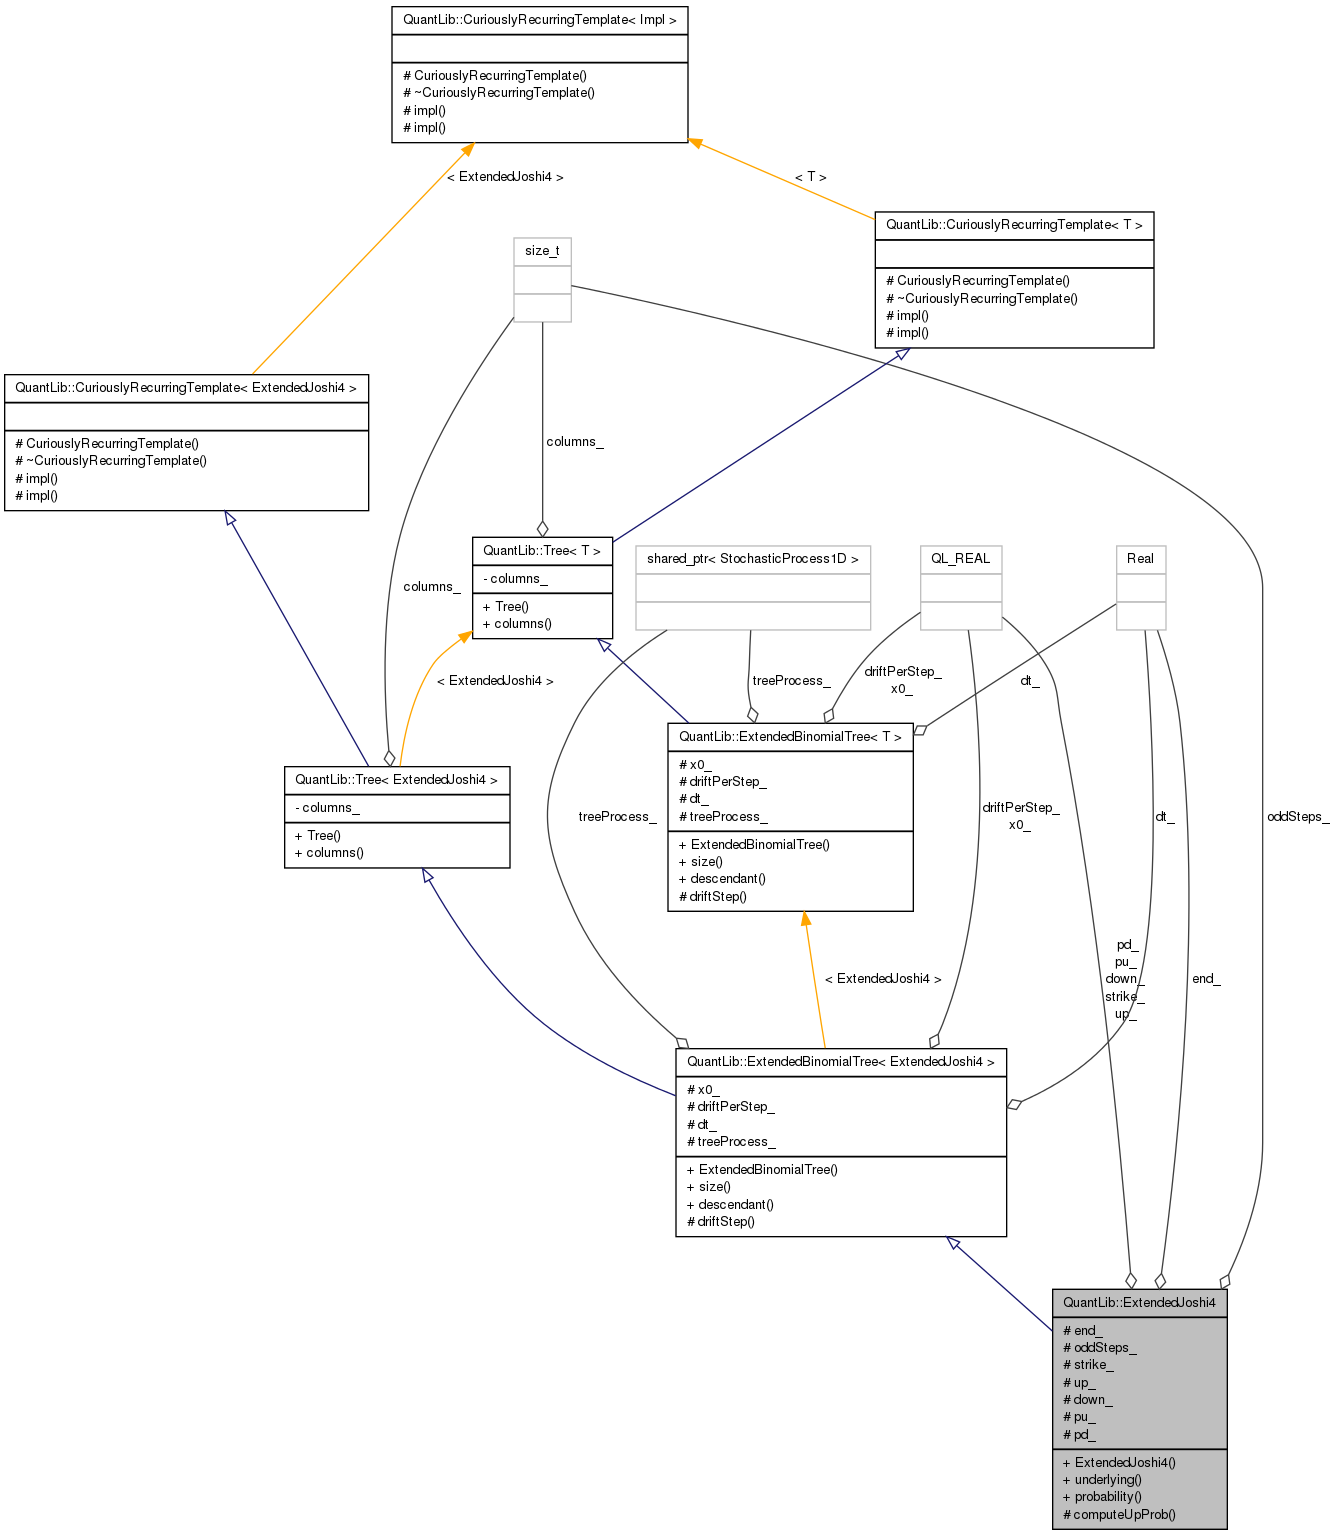 QuantLib::CuriouslyRecurringTemplate< Impl >
# CuriouslyRecurringTemplate()
# ~CuriouslyRecurringTemplate()
# impl()
# impl()
< ExtendedJoshi4 >
< T >
QuantLib::CuriouslyRecurringTemplate< T >
# CuriouslyRecurringTemplate()
# ~CuriouslyRecurringTemplate()
# impl()
# impl()
size_t
QuantLib::CuriouslyRecurringTemplate< ExtendedJoshi4 >
# CuriouslyRecurringTemplate()
# ~CuriouslyRecurringTemplate()
# impl()
# impl()
columns_
QuantLib::Tree< T >
- columns_
+ Tree()
+ columns()
shared_ptr< StochasticProcess1D >
QL_REAL
Real
columns_
< ExtendedJoshi4 >
treeProcess_
driftPerStep_
x0_
dt_
QuantLib::ExtendedBinomialTree< T >
# x0_
# driftPerStep_
# dt_
# treeProcess_
+ ExtendedBinomialTree()
+ size()
+ descendant()
# driftStep()
QuantLib::Tree< ExtendedJoshi4 >
- columns_
+ Tree()
+ columns()
treeProcess_
driftPerStep_
x0_
dt_
oddSteps_
pd_
pu_
down_
strike_
up_
end_
< ExtendedJoshi4 >
QuantLib::ExtendedBinomialTree< ExtendedJoshi4 >
# x0_
# driftPerStep_
# dt_
# treeProcess_
+ ExtendedBinomialTree()
+ size()
+ descendant()
# driftStep()
QuantLib::ExtendedJoshi4
# end_
# oddSteps_
# strike_
# up_
# down_
# pu_
# pd_
+ ExtendedJoshi4()
+ underlying()
+ probability()
# computeUpProb()